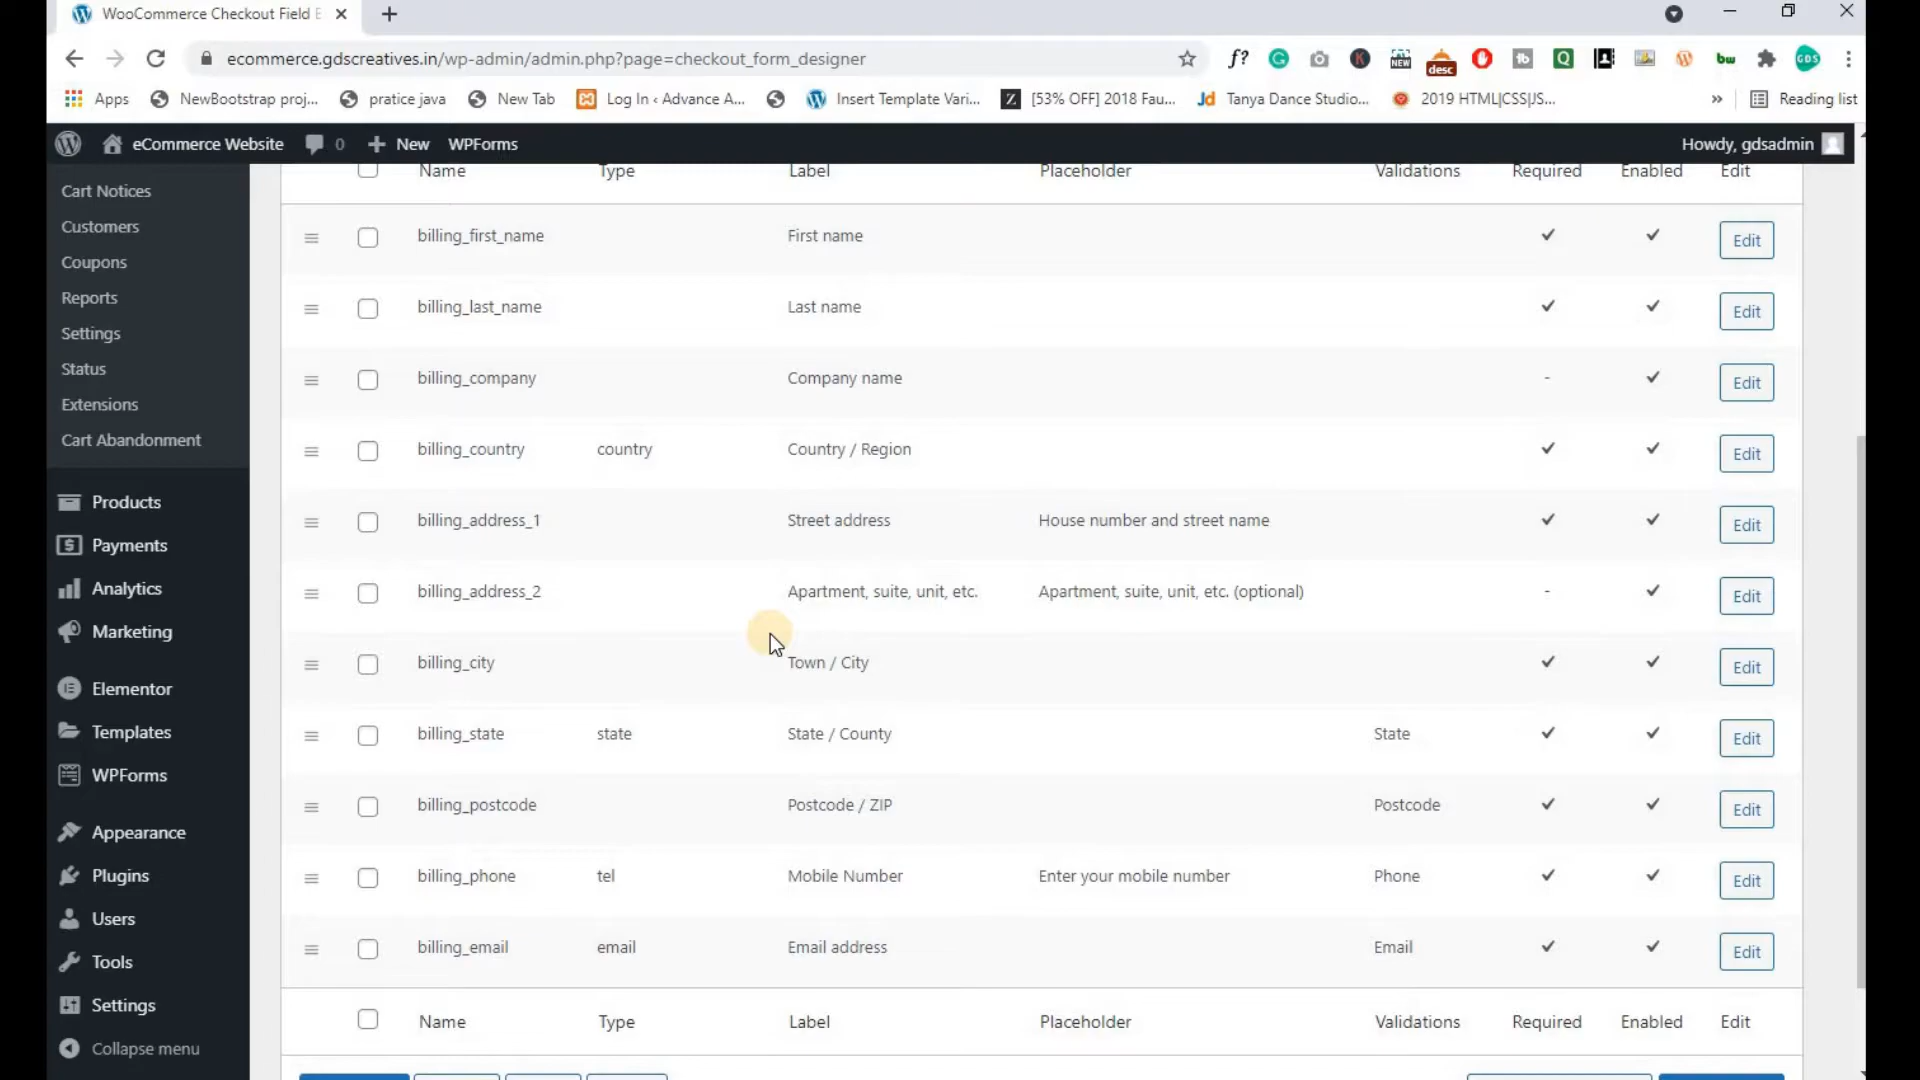 WooCommerce Checkout Field E
ecommerce.gdscreatives.in/wp-admin/admin.php?page=checkout_form_designer
f? G K NEW desc tb Q bw GDS
Apps NewBootstrap proj... pratice java New Tab Log In ‹ Advance A... Insert Template Vari... Z [53% OFF] 2018 Fau... Jd Tanya Dance Studio... 2019 HTML|CSS|JS... » Reading list
eCommerce Website 0 + New WPForms Howdy, gdsadmin
Cart Notices
Customers
Coupons
Reports
Settings
Status
Extensions
Cart Abandonment
Products
Payments
Analytics
Marketing
Elementor
Templates
WPForms
Appearance
Plugins
Users
Tools
Settings
Collapse menu
Name Type Label Placeholder Validations Required Enabled Edit
billing_first_name First name ✔ ✔ Edit
billing_last_name Last name ✔ ✔ Edit
billing_company Company name - ✔ Edit
billing_country country Country / Region ✔ ✔ Edit
billing_address_1 Street address House number and street name ✔ ✔ Edit
billing_address_2 Apartment, suite, unit, etc. Apartment, suite, unit, etc. (optional) - ✔ Edit
billing_city Town / City ✔ ✔ Edit
billing_state state State / County State ✔ ✔ Edit
billing_postcode Postcode / ZIP Postcode ✔ ✔ Edit
billing_phone tel Mobile Number Enter your mobile number Phone ✔ ✔ Edit
billing_email email Email address Email ✔ ✔ Edit
Name Type Label Placeholder Validations Required Enabled Edit